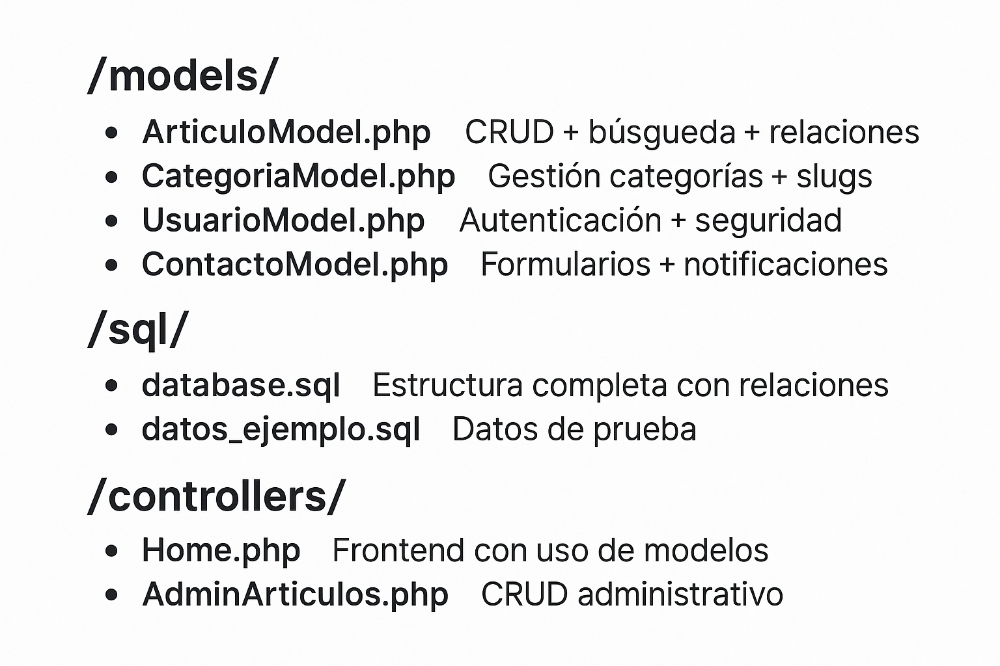 /models/
• ArticuloModel.php CRUD + búsgueda + relaciones
• CategoriaModel.php Gestión categorías + slugs
• UsuarioModel.php Autenticación + seguridad
• ContactoModel.php Formularios + notificaciones
/sql/
• database.sql Estructura completa con relaciones
• datos_ejemplo.sql Datos de prueba
/controllers/
• Home.php Frontend con uso de modelos
• AdminArticulos.php CRUD administrativo